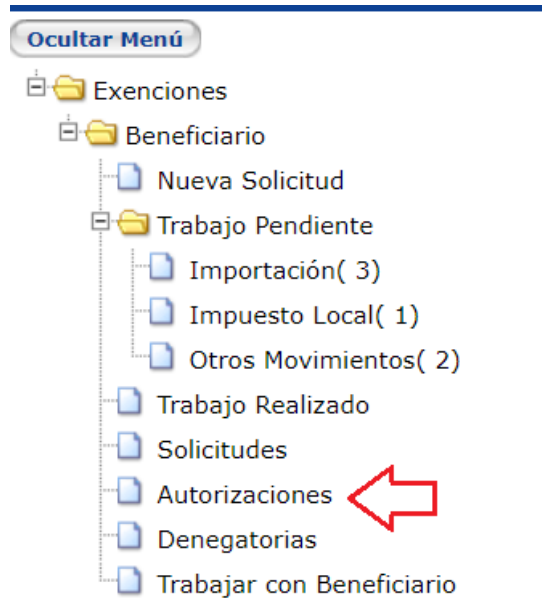 Ocultar Menú
Exenciones
Beneficiario
Nueva Solicitud
Trabajo Pendiente
Importación( 3)
Impuesto Local( 1)
Otros Movimientos( 2)
Trabajo Realizado
Solicitudes
Autorizaciones
Denegatorias
Trabajar con Beneficiario